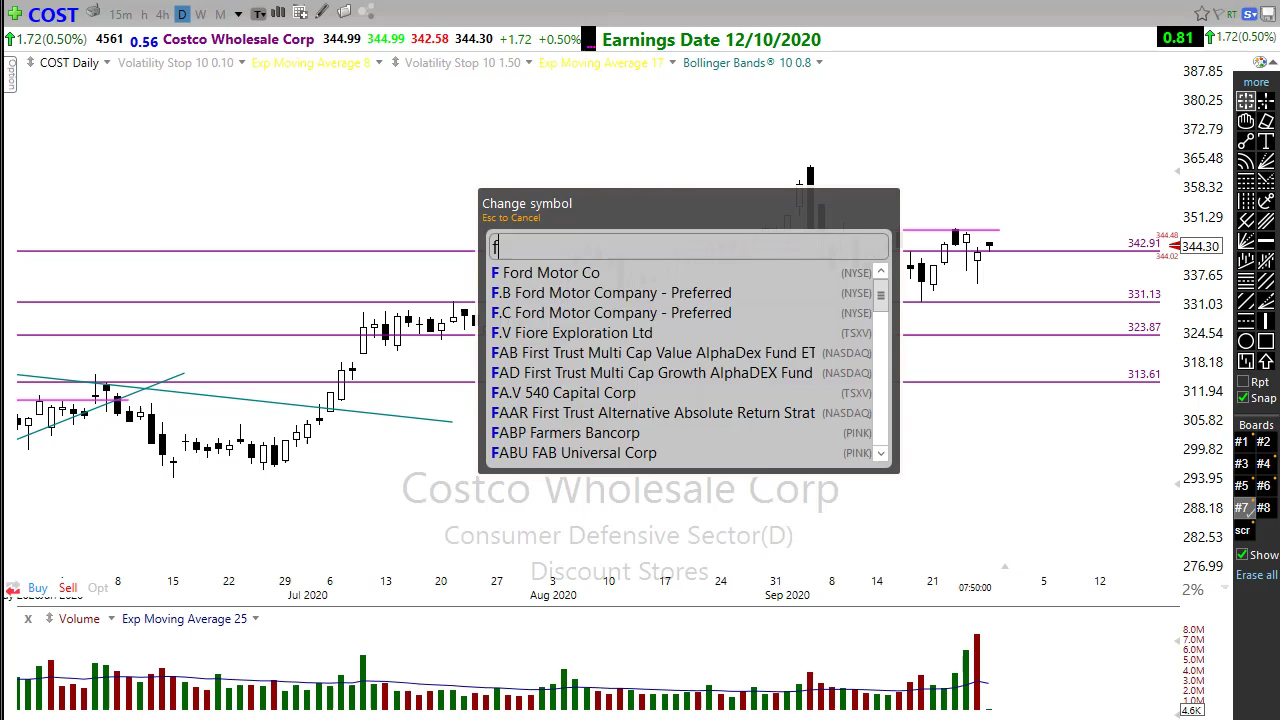 COST 15m h 4h D W M T
RT S
1.72(0.50%) 4561 0.56 Costco Wholesale Corp 344.99 344.99 342.58 344.30 +1.72 +0.50% ... Earnings Date 12/10/2020 0.81 1.72(0.50%)
Option
COST Daily Volatility Stop 10 0.10 Exp Moving Average 8 Volatility Stop 10 1.50 Exp Moving Average 17 Bollinger Bands® 10 0.8
387.85
380.25
372.79
365.48
358.32
351.29
344.48
342.91 344.30
344.02
337.65
331.13 331.03
323.87 324.54
318.18
313.61 311.94
305.82
299.82
293.95
288.18
282.53
276.99
Change symbol
Esc to Cancel
f
F Ford Motor Co (NYSE)
F.B Ford Motor Company - Preferred (NYSE)
F.C Ford Motor Company - Preferred (NYSE)
F.V Fiore Exploration Ltd (TSXV)
FAB First Trust Multi Cap Value AlphaDex Fund ET (NASDAQ)
FAD First Trust Multi Cap Growth AlphaDEX Fund (NASDAQ)
FA.V 540 Capital Corp (TSXV)
FAAR First Trust Alternative Absolute Return Strat (NASDAQ)
FABP Farmers Bancorp (PINK)
FABU FAB Universal Corp (PINK)
Costco Wholesale Corp
Consumer Defensive Sector(D)
Discount Stores
more
T
Rpt
Snap
Boards
#1 #2
#3 #4
#5 #6
#7 #8
scr
Show
Erase all
Buy Sell Opt
8 15 22 29 6 13 20 27 10 17 24 31 8 14 21 07:50:00 5 12
Jul 2020 Aug 2020 Sep 2020
2%
x Volume Exp Moving Average 25
8.0M
7.0M
6.0M
5.0M
4.0M
3.0M
2.0M
1.0M
4.6K